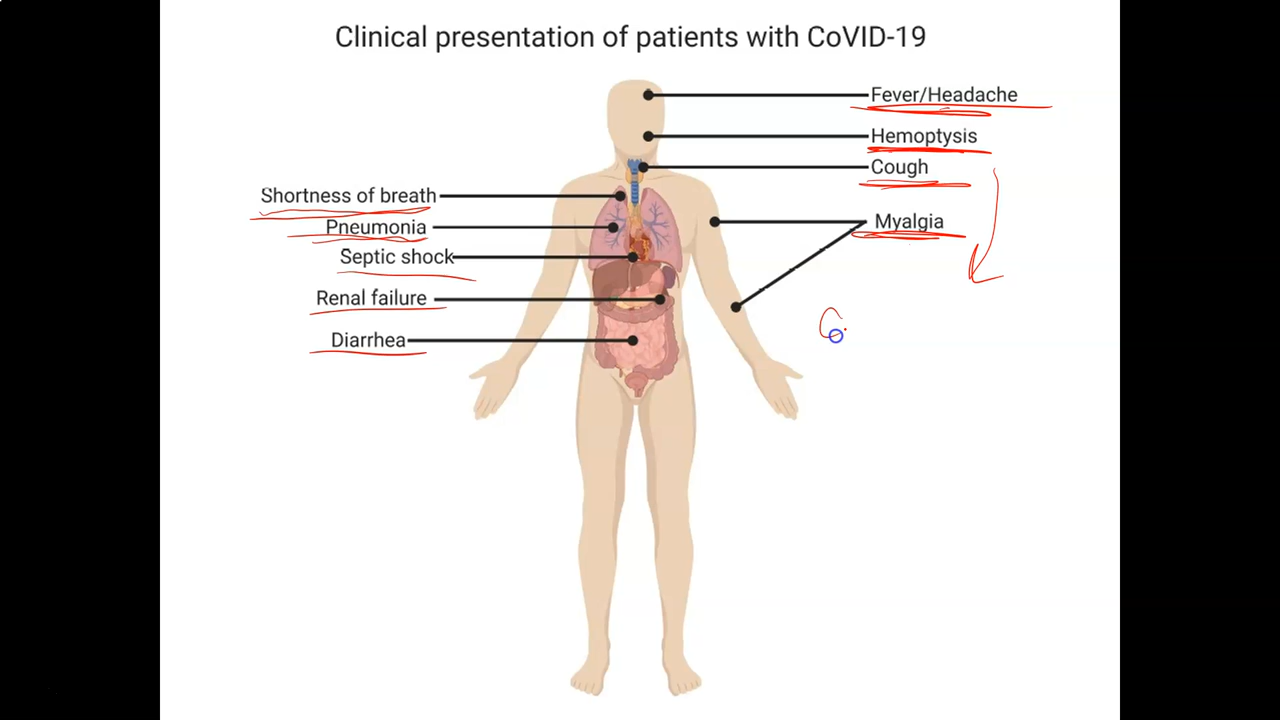 Clinical presentation of patients with CoVID-19
Fever/Headache
Hemoptysis
Cough
Myalgia
Shortness of breath
Pneumonia
Septic shock
Renal failure
Diarrhea